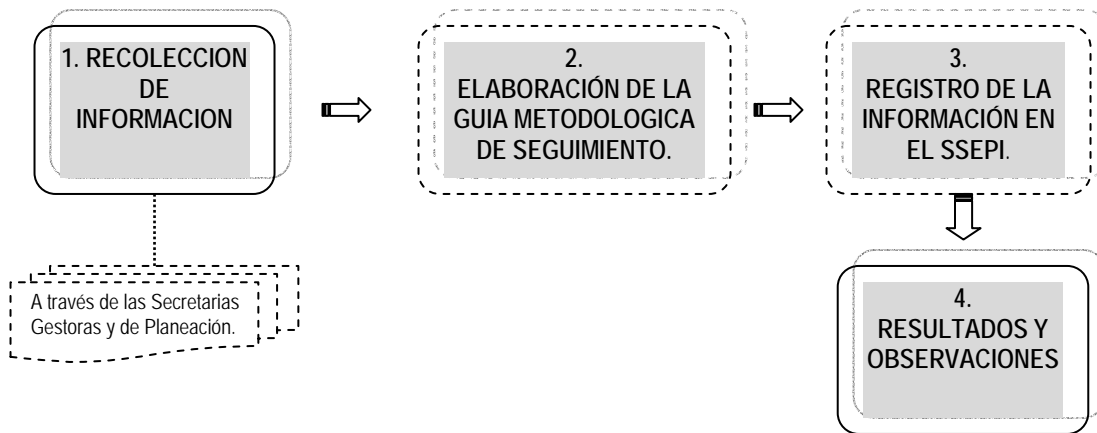 1. RECOLECCION
DE
INFORMACION
2.
ELABORACIÓN DE LA
GUIA METODOLOGICA
DE SEGUIMIENTO.
3.
REGISTRO DE LA
INFORMACIÓN EN
EL SSEPI.
A través de las Secretarias
Gestoras y de Planeación.
4.
RESULTADOS Y
OBSERVACIONES